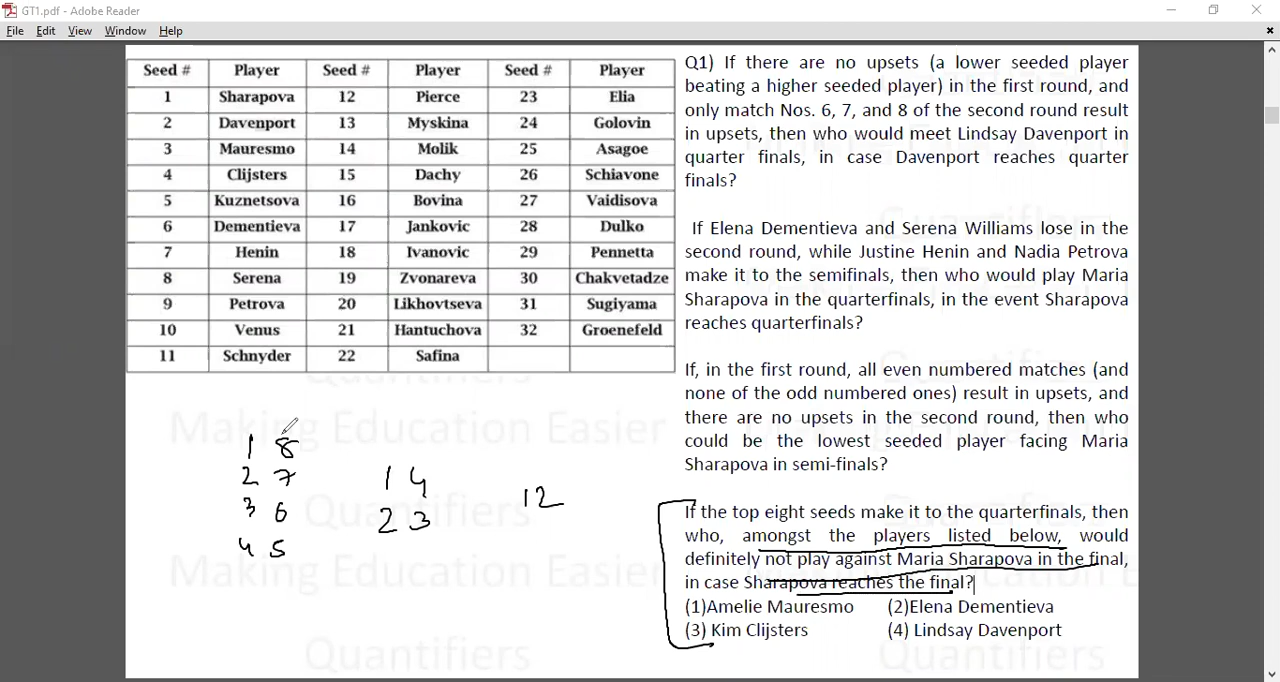 GT1.pdf - Adobe Reader
File Edit View Window Help
Seed # Player Seed # Player Seed # Player
1 Sharapova 12 Pierce 23 Elia
2 Davenport 13 Myskina 24 Golovin
3 Mauresmo 14 Molik 25 Asagoe
4 Clijsters 15 Dachy 26 Schiavone
5 Kuznetsova 16 Bovina 27 Vaidisova
6 Dementieva 17 Jankovic 28 Dulko
7 Henin 18 Ivanovic 29 Pennetta
8 Serena 19 Zvonareva 30 Chakvetadze
9 Petrova 20 Likhovtseva 31 Sugiyama
10 Venus 21 Hantuchova 32 Groenefeld
11 Schnyder 22 Safina
Q1) If there are no upsets (a lower seeded player
beating a higher seeded player) in the first round, and
only match Nos. 6, 7, and 8 of the second round result
in upsets, then who would meet Lindsay Davenport in
quarter finals, in case Davenport reaches quarter
finals?
If Elena Dementieva and Serena Williams lose in the
second round, while Justine Henin and Nadia Petrova
make it to the semifinals, then who would play Maria
Sharapova in the quarterfinals, in the event Sharapova
reaches quarterfinals?
If, in the first round, all even numbered matches (and
none of the odd numbered ones) result in upsets, and
there are no upsets in the second round, then who
could be the lowest seeded player facing Maria
Sharapova in semi-finals?
If the top eight seeds make it to the quarterfinals, then
who, amongst the players listed below, would
definitely not play against Maria Sharapova in the final,
in case Sharapova reaches the final?
(1)Amelie Mauresmo (2)Elena Dementieva
(3) Kim Clijsters (4) Lindsay Davenport
Making Education Easier
1 8
2 7 1 4
3 6 2 3 12
4 5
Quantifiers
Making Education Easier
Quantifiers